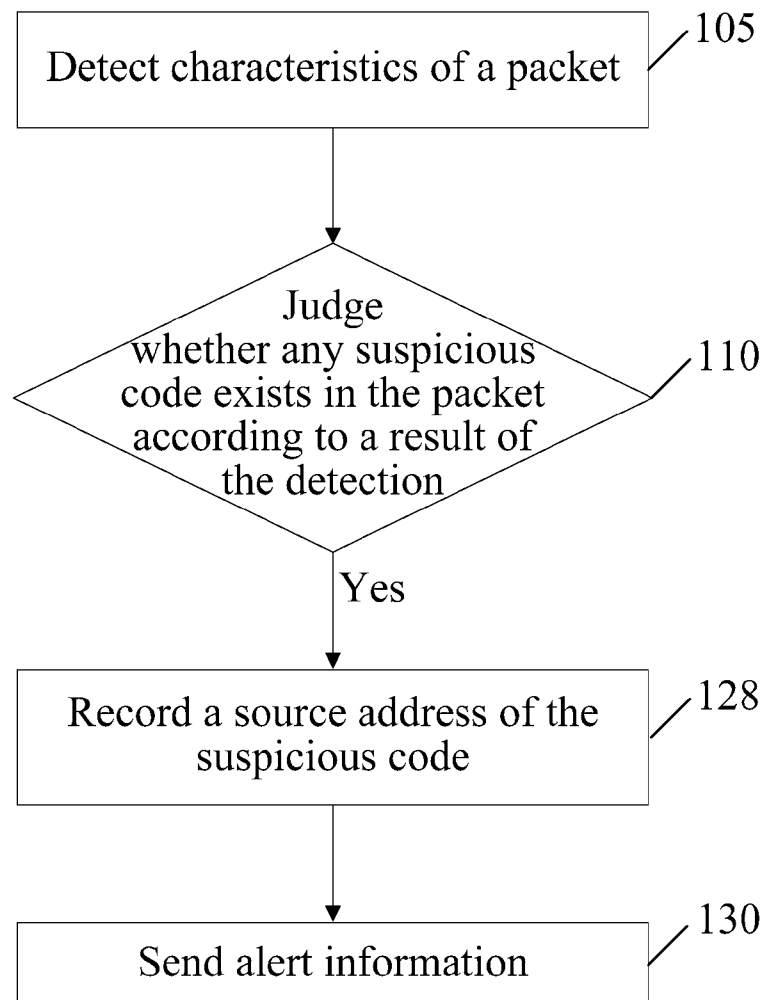 Detect characteristics of a packet
105
Judge
whether any suspicious
code exists in the packet
according to a result of
the detection
110
Yes
Record a source address of the
suspicious code
128
Send alert information
130